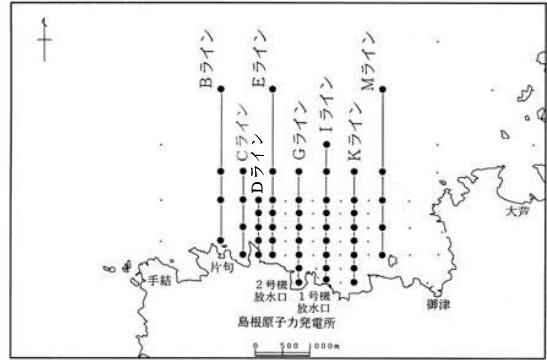 Bライン
Cライン
Dライン
Eライン
Gライン
Iライン
Kライン
Mライン
大芦
手結
片句
2号機
放水口
1号機
放水口
御津
島根原子力発電所
0 500 1000m